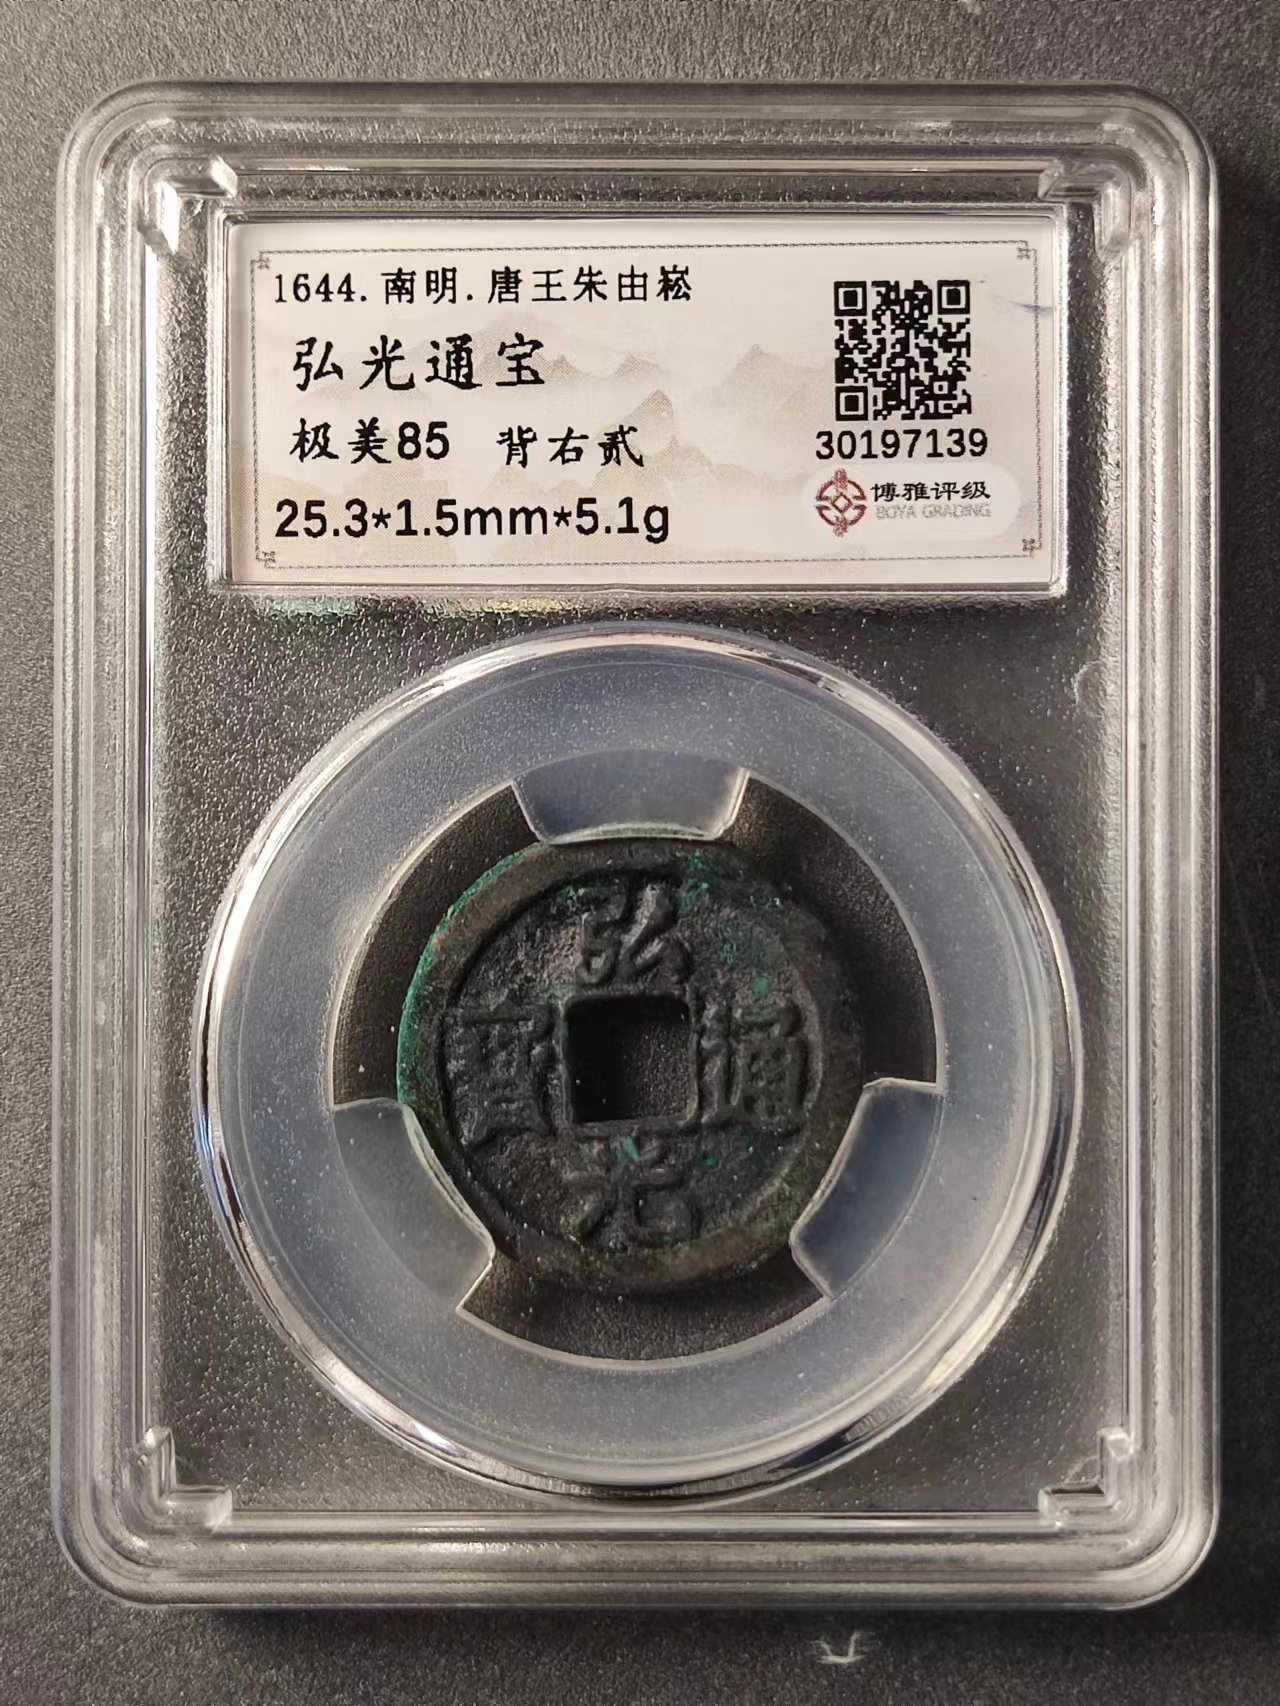 1644.南明.唐王朱由崧
弘光通宝
极美85 背右贰
25.3*1.5mm*5.1g
30197139
博雅评级
BOYA GRADING
弘光通寶